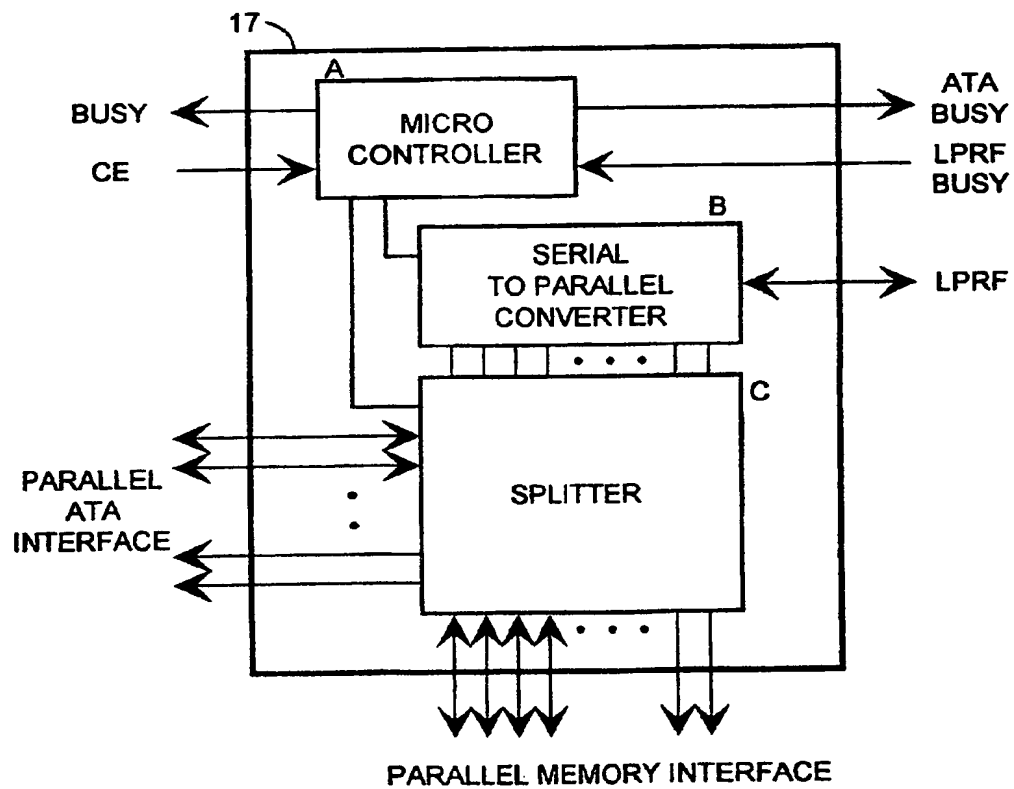 17
A
BUSY
MICRO
CONTROLLER
ATA
BUSY
CE
LPRF
BUSY
B
SERIAL
TO PARALLEL
CONVERTER
LPRF
C
PARALLEL
ATA
INTERFACE
SPLITTER
PARALLEL MEMORY INTERFACE